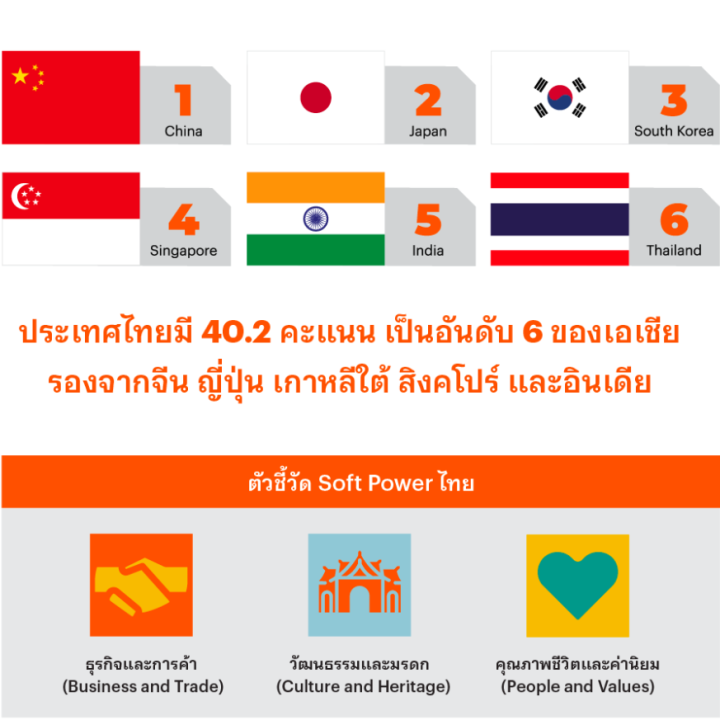 1
China
2
Japan
3
South Korea
4
Singapore
5
India
6
Thailand
ประเทศไทยมี 40.2 คะแนน เป็นอันดับ 6 ของเอเชีย
รองจากจีน ญี่ปุ่น เกาหลีใต้ สิงคโปร์ และอินเดีย
ตัวชี้วัด Soft Power ไทย
ธุรกิจและการค้า
(Business and Trade)
วัฒนธรรมและมรดก
(Culture and Heritage)
คุณภาพชีวิตและค่านิยม
(People and Values)